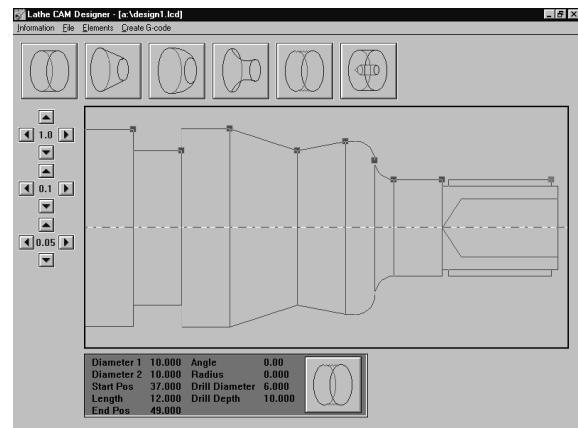 Lathe CAM Designer - [a:\design1.lcd]
Information File Elements Create G-code
1.0
0.1
0.05
Diameter 1 10.000 Angle 0.00
Diameter 2 10.000 Radius 0.000
Start Pos 37.000 Drill Diameter 6.000
Length 12.000 Drill Depth 10.000
End Pos 49.000